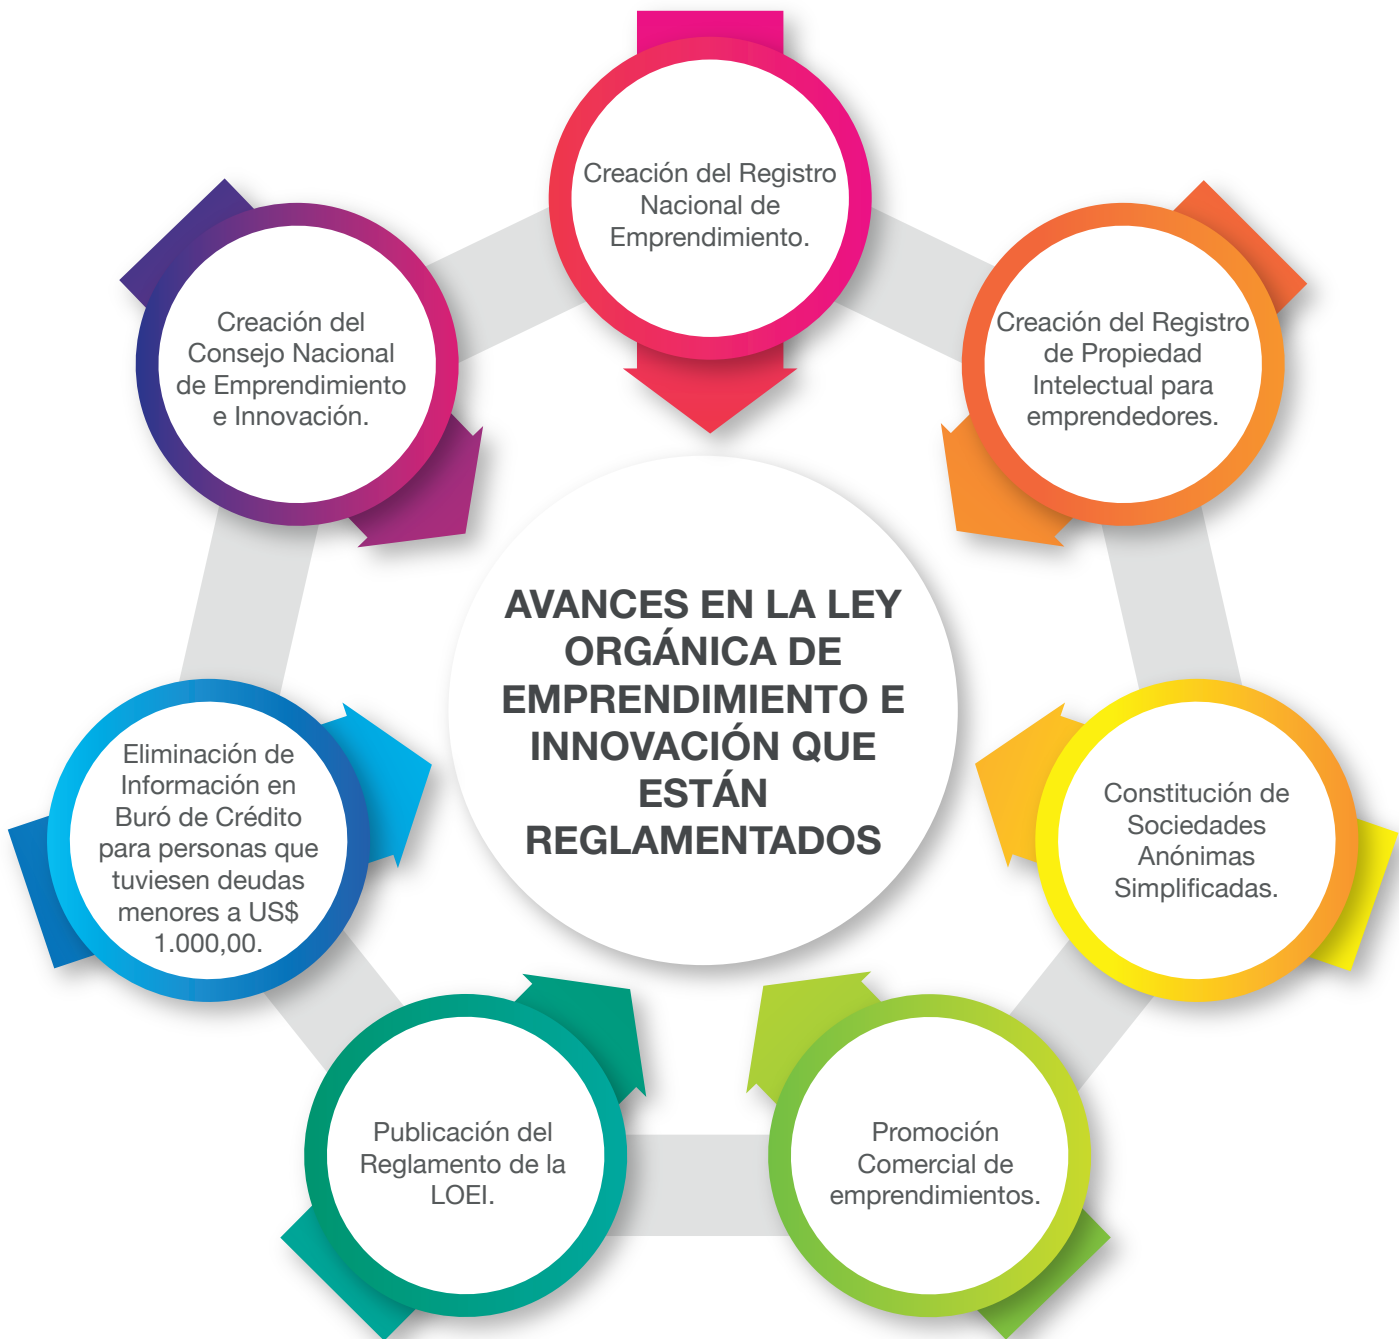 Creación del Registro
Nacional de
Emprendimiento.
Creación del Registro
de Propiedad
Intelectual para
emprendedores.
Constitución de
Sociedades
Anónimas
Simplificadas.
Promoción
Comercial de
emprendimientos.
Publicación del
Reglamento de la
LOEI.
Eliminación de
Información en
Buró de Crédito
para personas que
tuviesen deudas
menores a US$
1.000,00.
Creación del
Consejo Nacional
de Emprendimiento
e Innovación.
AVANCES EN LA LEY
ORGÁNICA DE
EMPRENDIMIENTO E
INNOVACIÓN QUE
ESTÁN
REGLAMENTADOS